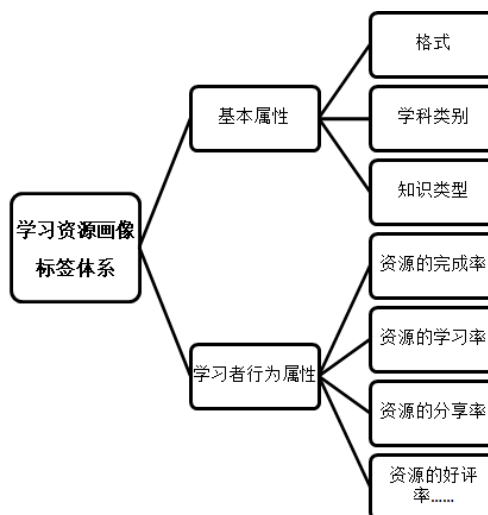 学习资源画像
标签体系
基本属性
格式
学科类别
知识类型
学习者行为属性
资源的完成率
资源的学习率
资源的分享率
资源的好评
率......